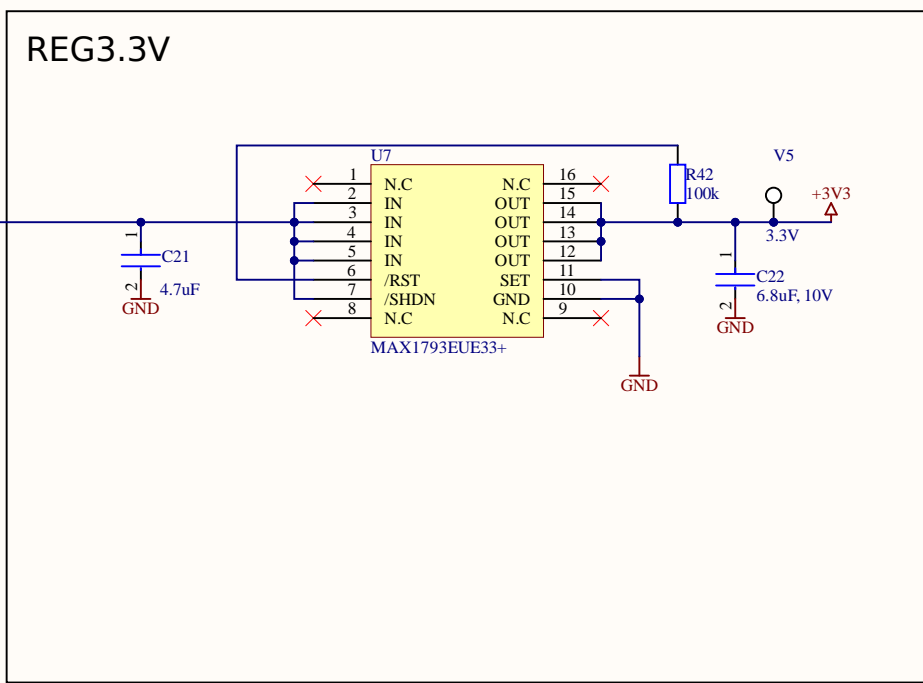 REG3.3V
U7
V5
1 N.C N.C 16
R42
2 IN OUT 15
100k
+3V3
3 IN OUT 14
4 IN OUT 13
3.3V
1
C21
5 IN OUT 12
1
6 /RST SET 11
C22
2
4.7uF
7 /SHDN GND 10
6.8uF, 10V
2
GND
8 N.C N.C 9
GND
MAX1793EUE33+
GND